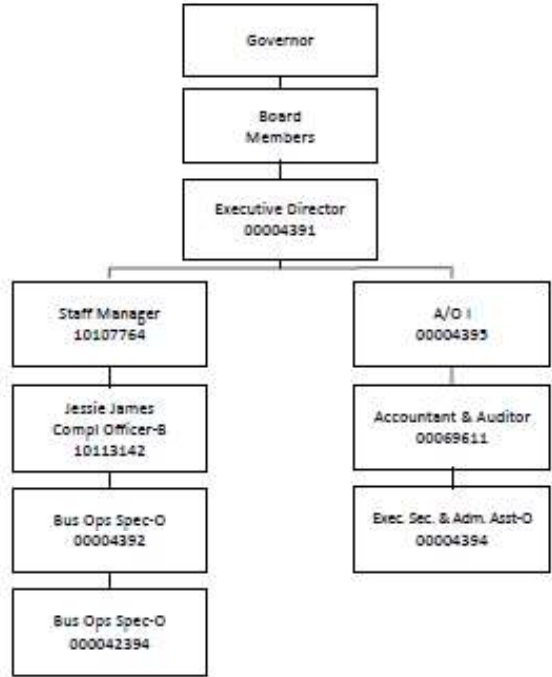 Governor
Board
Members
Executive Director
00004391
Staff Manager
10107764
Jessie James
Compl Officer-B
10113142
Bus Ops Spec-O
00004392
Bus Ops Spec-O
000042394
A/O I
00004395
Accountant & Auditor
00069611
Exec. Sec. & Adm. Asst-O
00004394